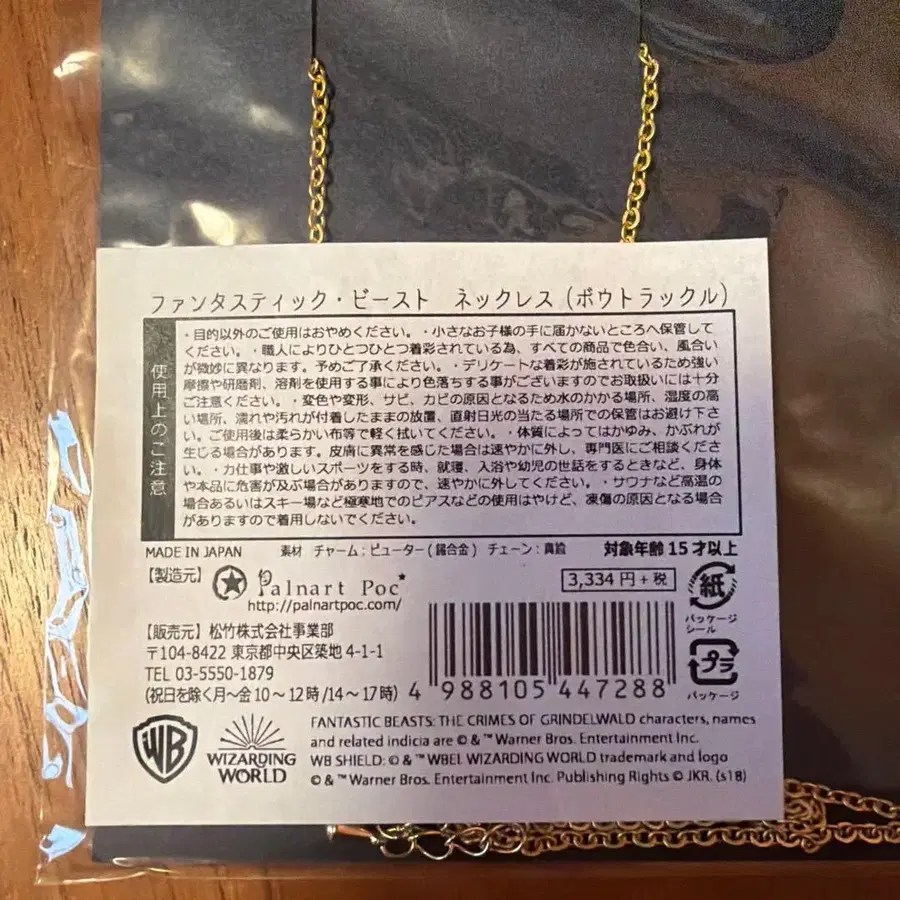 ファンタスティック・ビースト ネックレス（ボウトラックル）
使用上のご注意
・目的以外のご使用はおやめください。・小さなお子様の手に届かないところへ保管して
ください。・職人によりひとつひとつ着彩されている為、すべての商品で色合い、風合い
が微妙に異なります。予めご了承ください。・デリケートな着彩が施されているため強い
摩擦や研磨剤、溶剤を使用する事により色落ちする事がございますのでお取扱いには十分
ご注意ください。・変色や変形、サビ、カビの原因となるため水のかかる場所、湿度の高
い場所、濡れや汚れが付着したままの放置、直射日光の当たる場所での保管はお避け下さ
い。ご使用後は柔らかい布等で軽く拭いてください。・体質によってはかゆみ、かぶれが
生じる場合があります。皮膚に異常を感じた場合は速やかに外し、専門医にご相談くださ
い。・力仕事や激しいスポーツをする時、就寝、入浴や幼児の世話をするときなど、身体
や本品に危害が及ぶ場合がありますので、速やかに外してください。・サウナなど高温の
場合あるいはスキー場など極寒地でのピアスなどの使用はやけど、凍傷の原因となる場合
がありますので着用しないでください。
MADE IN JAPAN 素材 チャーム：ピューター(錫合金) チェーン：真鍮 対象年齢15才以上
【製造元】 Palnart Poc 3,334円+税
http://palnartpoc.com/
紙
パッケージ
シール
【販売元】松竹株式会社事業部
〒104-8422 東京都中央区築地4-1-1
TEL 03-5550-1879
(祝日を除く月〜金10〜12時/14〜17時)
4 988105 447288
プラ
パッケージ
WB
WIZARDING
WORLD
FANTASTIC BEASTS: THE CRIMES OF GRINDELWALD characters, names
and related indicia are © & ™ Warner Bros. Entertainment Inc.
WB SHIELD: © & ™ WBEI. WIZARDING WORLD trademark and logo
© & ™ Warner Bros. Entertainment Inc. Publishing Rights © JKR. (s18)